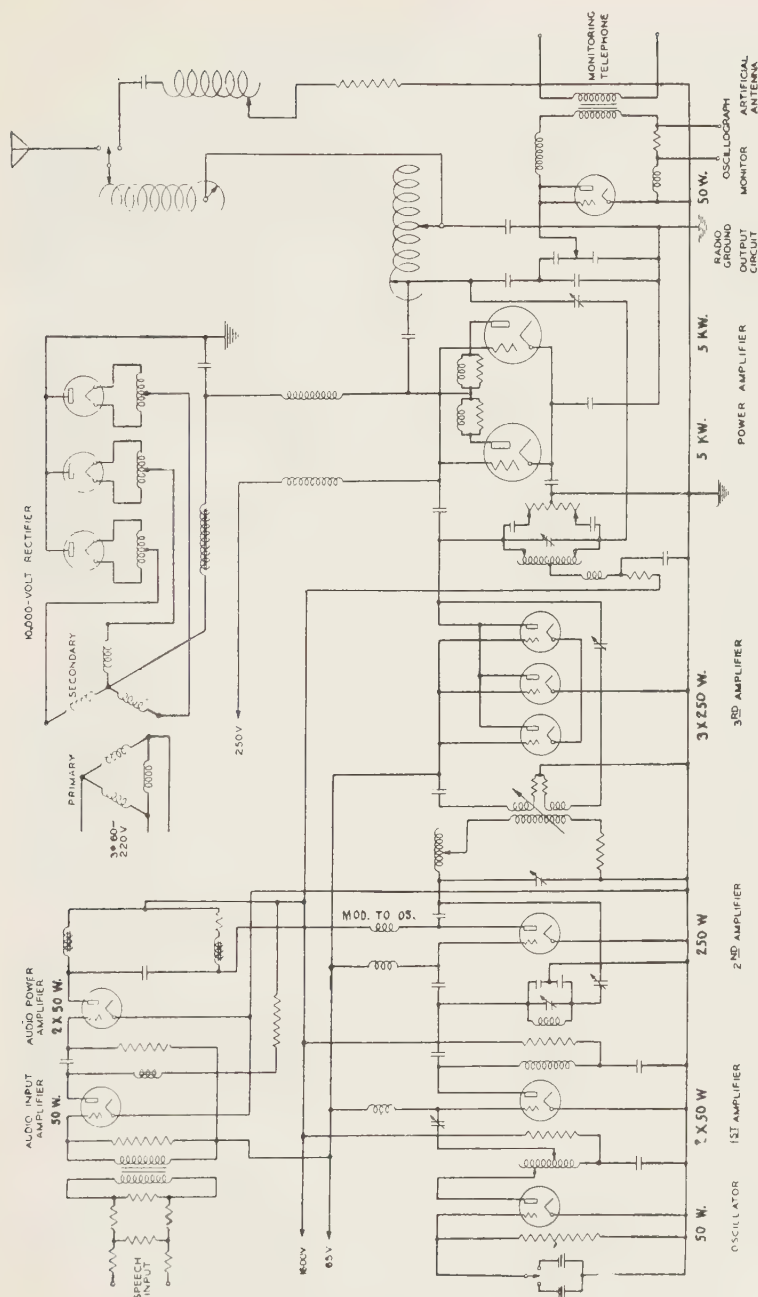 SPEECH
INPUT
AUDIO INPUT
AMPLIFIER
50 W.
AUDIO POWER
AMPLIFIER
2 X 50 W.
PRIMARY
3Φ 60~
220V
SECONDARY
10,000-VOLT RECTIFIER
MOD. TO OS.
1600V
65V
250V
50 W.
OSCILLATOR
2 X 50 W
1ST AMPLIFIER
250 W
2ND AMPLIFIER
3 X 250 W.
3RD AMPLIFIER
5 KW.
5 KW.
POWER AMPLIFIER
RADIO
GROUND
OUTPUT
CIRCUIT
50 W.
MONITOR
OSCILLOGRAPH
ARTIFICIAL
ANTENNA
MONITORING
TELEPHONE